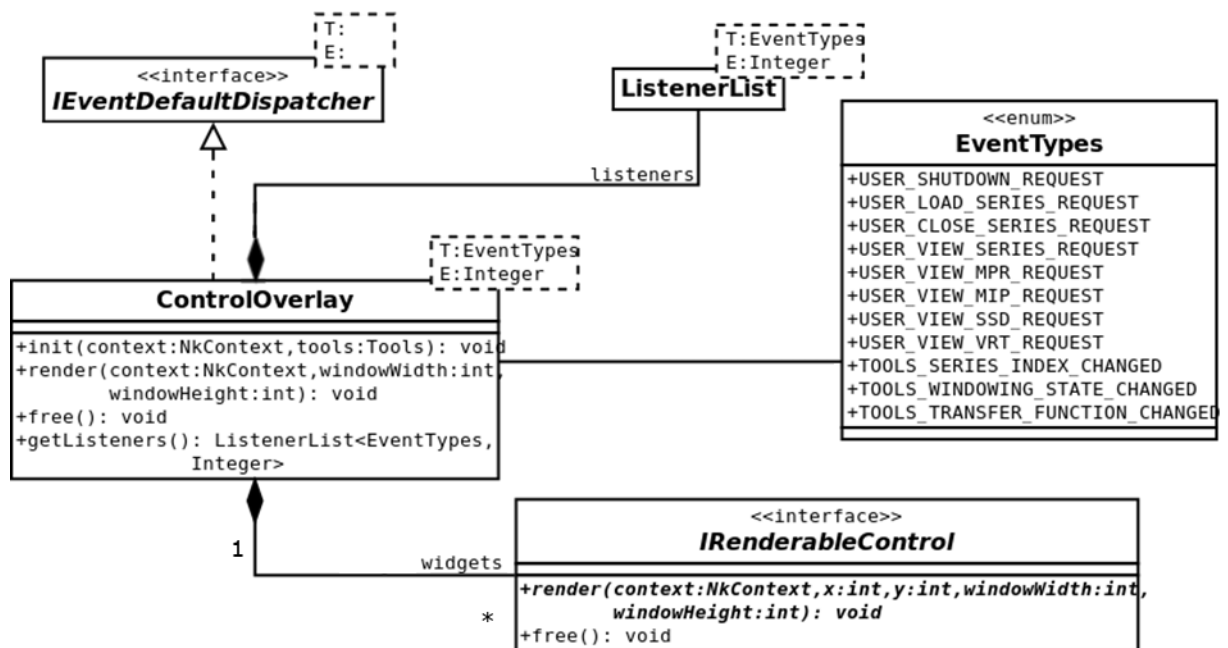 T:
E:
<<interface>>
IEventDefaultDispatcher
T:EventTypes
E:Integer
ListenerList
listeners
<<enum>>
EventTypes
+USER_SHUTDOWN_REQUEST
+USER_LOAD_SERIES_REQUEST
+USER_CLOSE_SERIES_REQUEST
+USER_VIEW_SERIES_REQUEST
+USER_VIEW_MPR_REQUEST
+USER_VIEW_MIP_REQUEST
+USER_VIEW_SSD_REQUEST
+USER_VIEW_VRT_REQUEST
+TOOLS_SERIES_INDEX_CHANGED
+TOOLS_WINDOWING_STATE_CHANGED
+TOOLS_TRANSFER_FUNCTION_CHANGED
T:EventTypes
E:Integer
ControlOverlay
+init(context:NkContext,tools:Tools): void
+render(context:NkContext,windowWidth:int,
windowHeight:int): void
+free(): void
+getListeners(): ListenerList<EventTypes,
Integer>
1
widgets
*
<<interface>>
IRenderableControl
+render(context:NkContext,x:int,y:int,windowWidth:int,
windowHeight:int): void
+free(): void